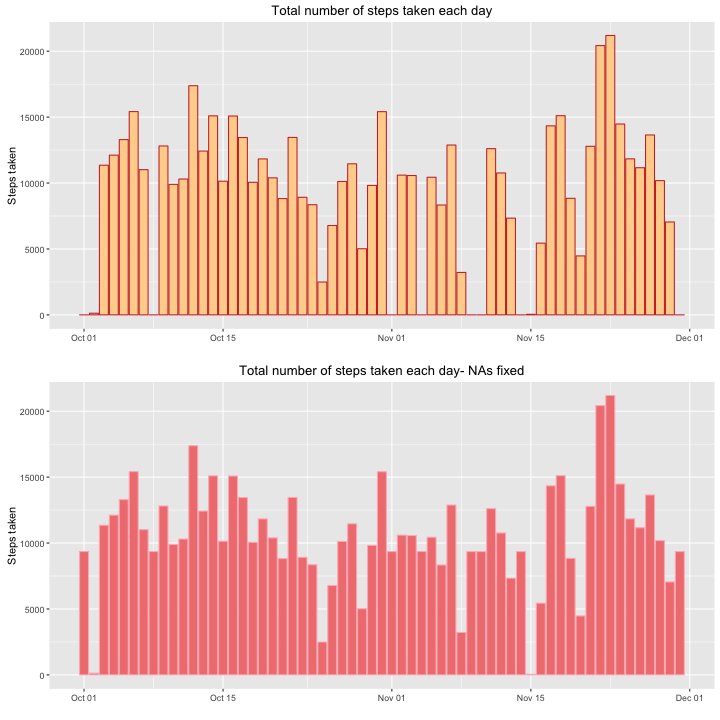 Total number of steps taken each day
Steps taken
20000
15000
10000
5000
0
Oct 01 Oct 15 Nov 01 Nov 15 Dec 01
Total number of steps taken each day- NAs fixed
Steps taken
20000
15000
10000
5000
0
Oct 01 Oct 15 Nov 01 Nov 15 Dec 01